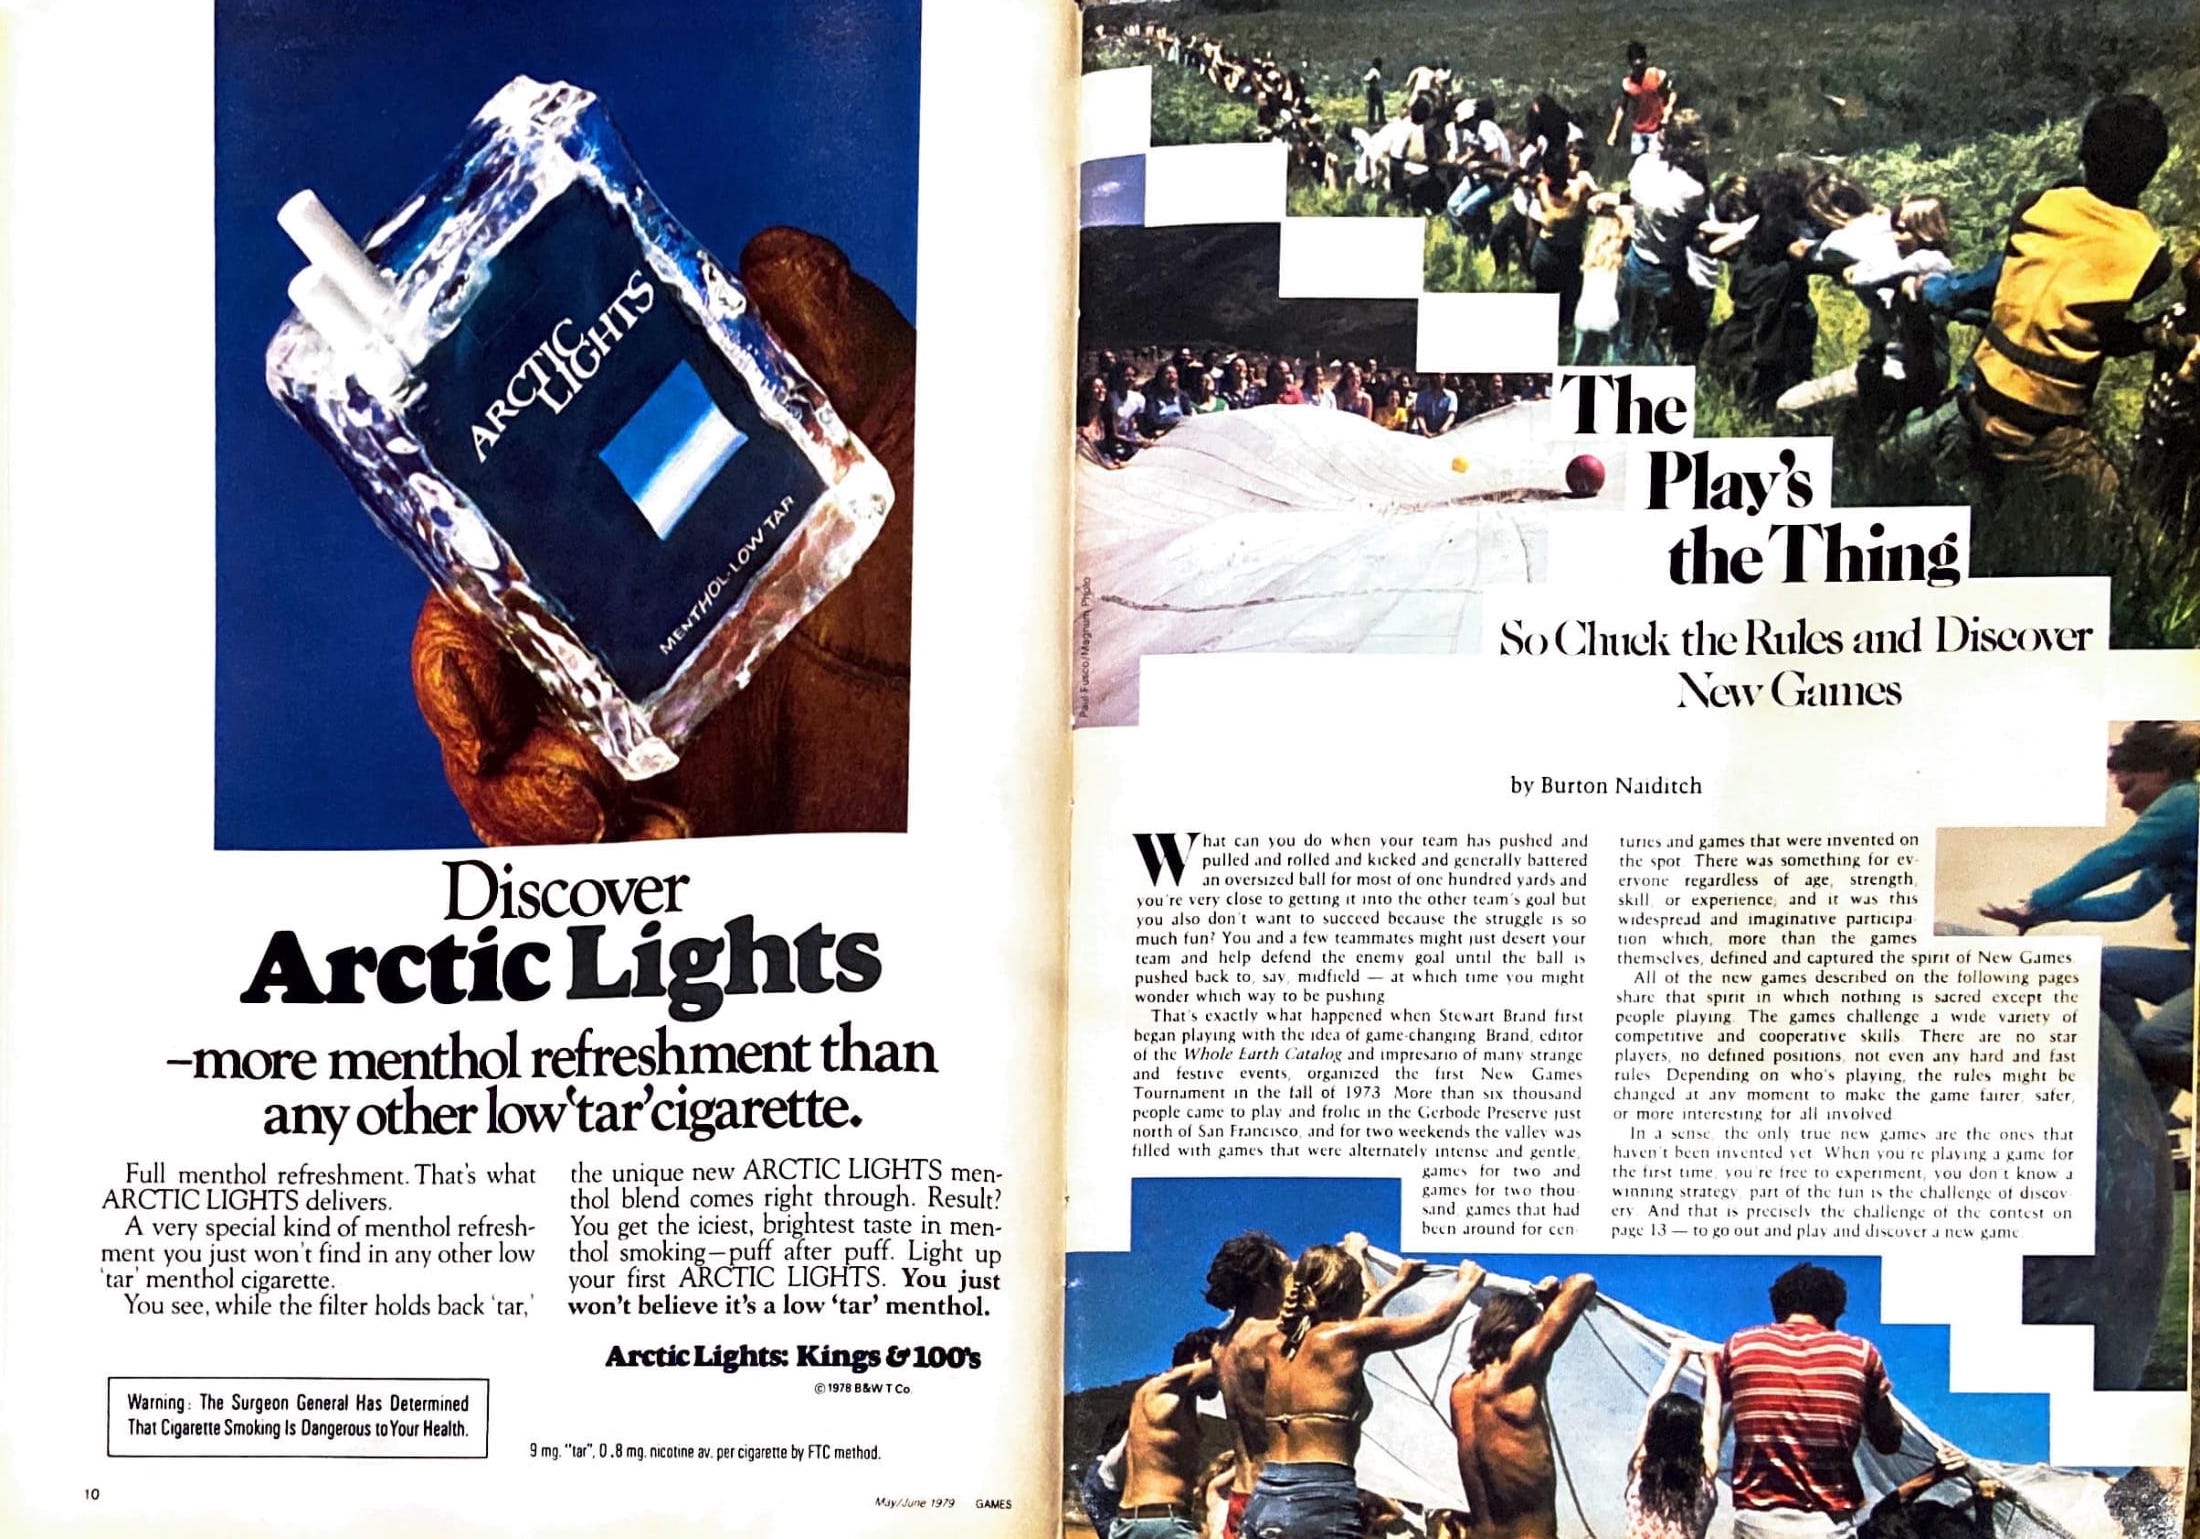 ARCTIC
LIGHTS
MENTHOL·LOW TAR
Discover
Arctic Lights
–more menthol refreshment than
any other low‘tar’cigarette.
Full menthol refreshment. That's what
ARCTIC LIGHTS delivers.
A very special kind of menthol refresh-
ment you just won't find in any other low
‘tar’ menthol cigarette.
You see, while the filter holds back ‘tar,’
the unique new ARCTIC LIGHTS men-
thol blend comes right through. Result?
You get the iciest, brightest taste in men-
thol smoking—puff after puff. Light up
your first ARCTIC LIGHTS. You just
won't believe it's a low ‘tar’ menthol.
Arctic Lights: Kings & 100's
©1978 B&W T Co.
Warning: The Surgeon General Has Determined
That Cigarette Smoking Is Dangerous to Your Health.
9 mg. "tar", 0.8 mg. nicotine av. per cigarette by FTC method.
10
May/June 1979 GAMES
Paul Fusco/Magnum Photo
The
Play's
the Thing
So Chuck the Rules and Discover
New Games
by Burton Naiditch
What can you do when your team has pushed and
pulled and rolled and kicked and generally battered
an oversized ball for most of one hundred yards and
you're very close to getting it into the other team's goal but
you also don't want to succeed because the struggle is so
much fun? You and a few teammates might just desert your
team and help defend the enemy goal until the ball is
pushed back to, say, midfield — at which time you might
wonder which way to be pushing.
That's exactly what happened when Stewart Brand first
began playing with the idea of game-changing. Brand, editor
of the Whole Earth Catalog and impresario of many strange
and festive events, organized the first New Games
Tournament in the fall of 1973. More than six thousand
people came to play and frolic in the Gerbode Preserve just
north of San Francisco, and for two weekends the valley was
filled with games that were alternately intense and gentle,
games for two and
games for two thou-
sand, games that had
been around for cen-
turies and games that were invented on
the spot. There was something for ev-
eryone regardless of age, strength,
skill, or experience; and it was this
widespread and imaginative participa-
tion which, more than the games
themselves, defined and captured the spirit of New Games.
All of the new games described on the following pages
share that spirit in which nothing is sacred except the
people playing. The games challenge a wide variety of
competitive and cooperative skills. There are no star
players, no defined positions, not even any hard and fast
rules. Depending on who's playing, the rules might be
changed at any moment to make the game fairer, safer,
or more interesting for all involved.
In a sense, the only true new games are the ones that
haven't been invented yet. When you're playing a game for
the first time, you're free to experiment, you don't know a
winning strategy, part of the fun is the challenge of discov-
ery. And that is precisely the challenge of the contest on
page 13 — to go out and play and discover a new game.